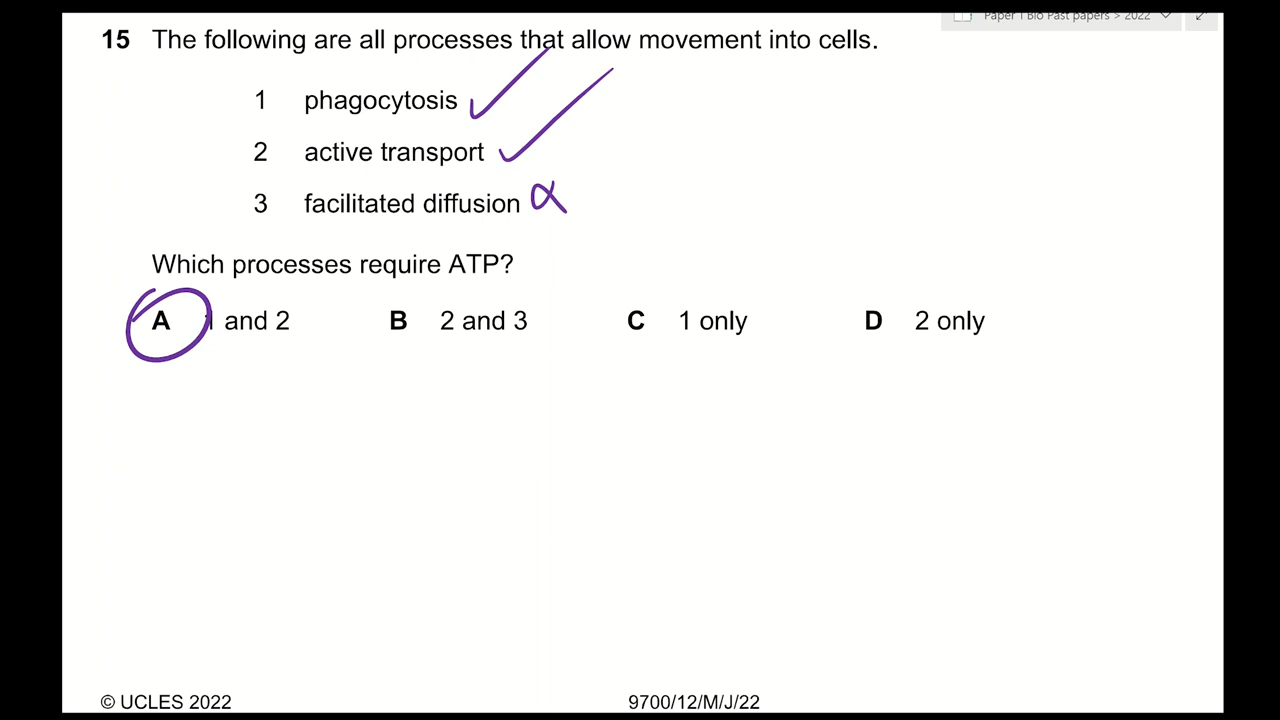 Paper 1 Bio Past papers > 2022
15 The following are all processes that allow movement into cells.
1 phagocytosis
2 active transport
3 facilitated diffusion
Which processes require ATP?
A 1 and 2 B 2 and 3 C 1 only D 2 only
© UCLES 2022 9700/12/M/J/22